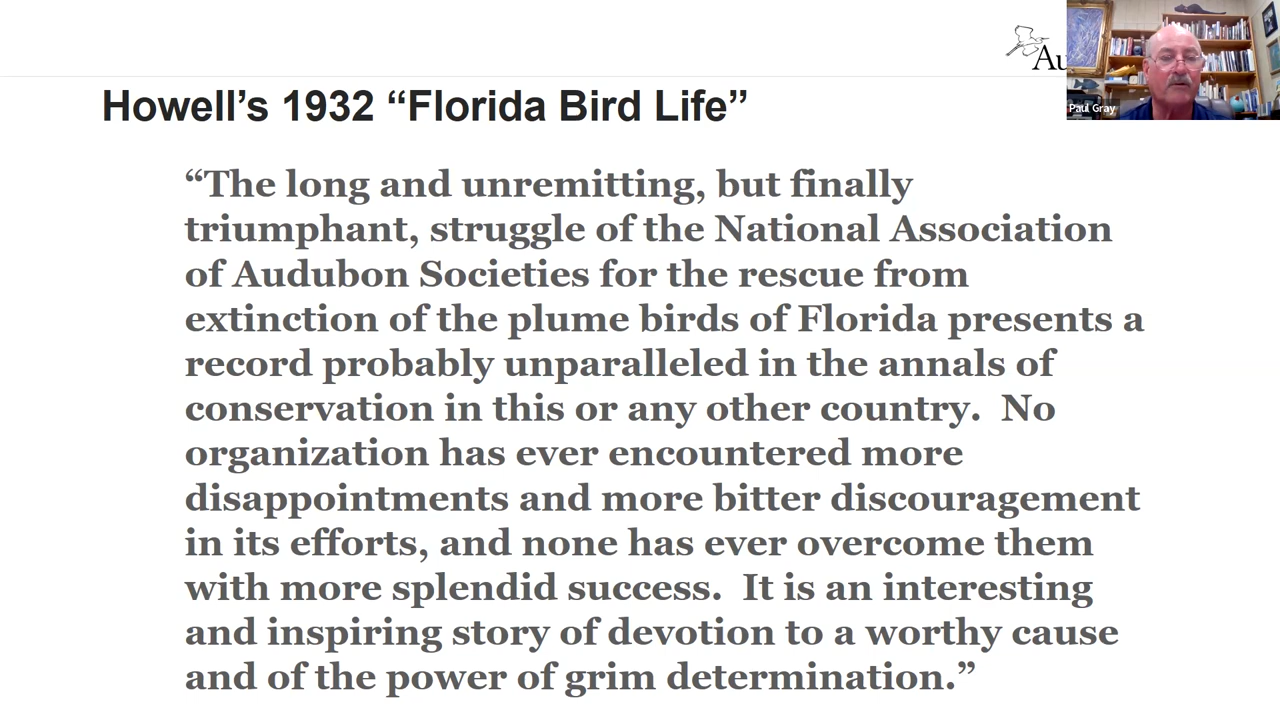 Au
Paul Gray
Howell’s 1932 “Florida Bird Life”
“The long and unremitting, but finally
triumphant, struggle of the National Association
of Audubon Societies for the rescue from
extinction of the plume birds of Florida presents a
record probably unparalleled in the annals of
conservation in this or any other country.  No
organization has ever encountered more
disappointments and more bitter discouragement
in its efforts, and none has ever overcome them
with more splendid success.  It is an interesting
and inspiring story of devotion to a worthy cause
and of the power of grim determination.”